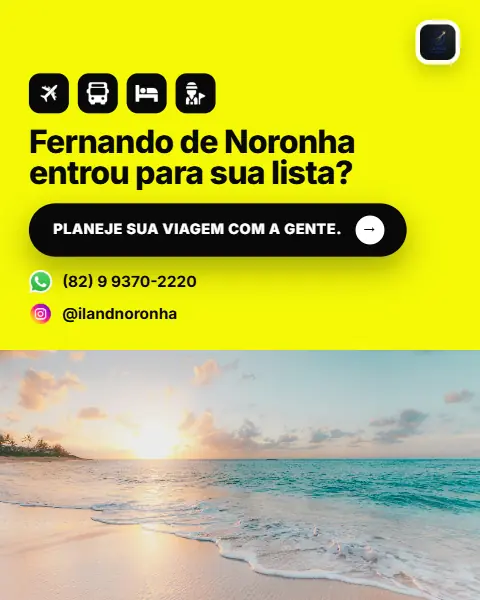 Fernando de Noronha
entrou para sua lista?
PLANEJE SUA VIAGEM COM A GENTE. →
(82) 9 9370-2220
@ilandnoronha